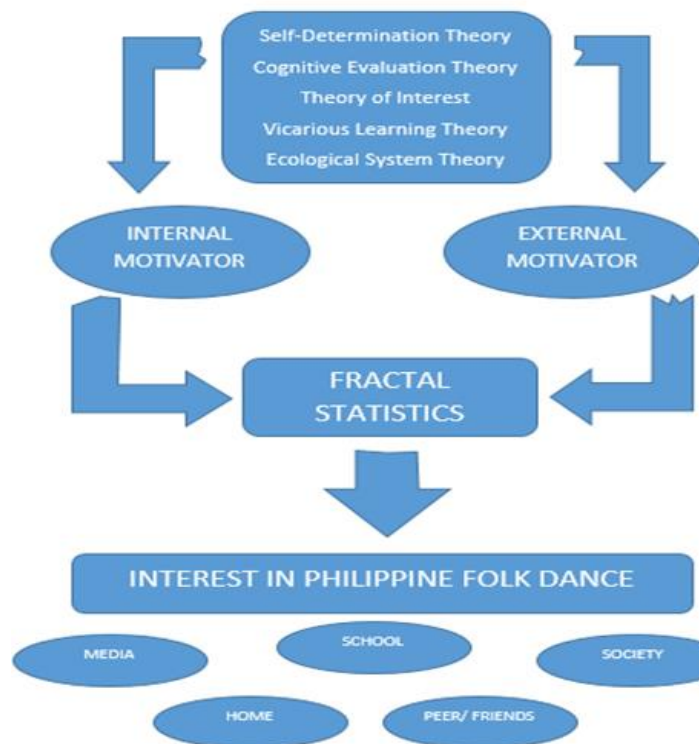 Self-Determination Theory
Cognitive Evaluation Theory
Theory of Interest
Vicarious Learning Theory
Ecological System Theory
INTERNAL
MOTIVATOR
EXTERNAL
MOTIVATOR
FRACTAL
STATISTICS
INTEREST IN PHILIPPINE FOLK DANCE
MEDIA
SCHOOL
SOCIETY
HOME
PEER/ FRIENDS